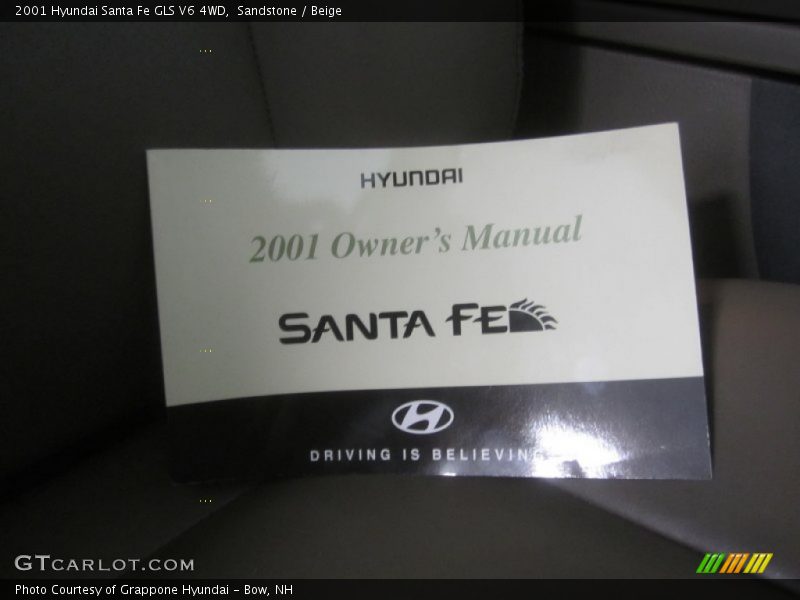 2001 Hyundai Santa Fe GLS V6 4WD,  Sandstone / Beige
HYUNDAI
2001 Owner's Manual
SANTA FE
DRIVING IS BELIEVING
GTCARLOT.COM
Photo Courtesy of Grappone Hyundai - Bow, NH